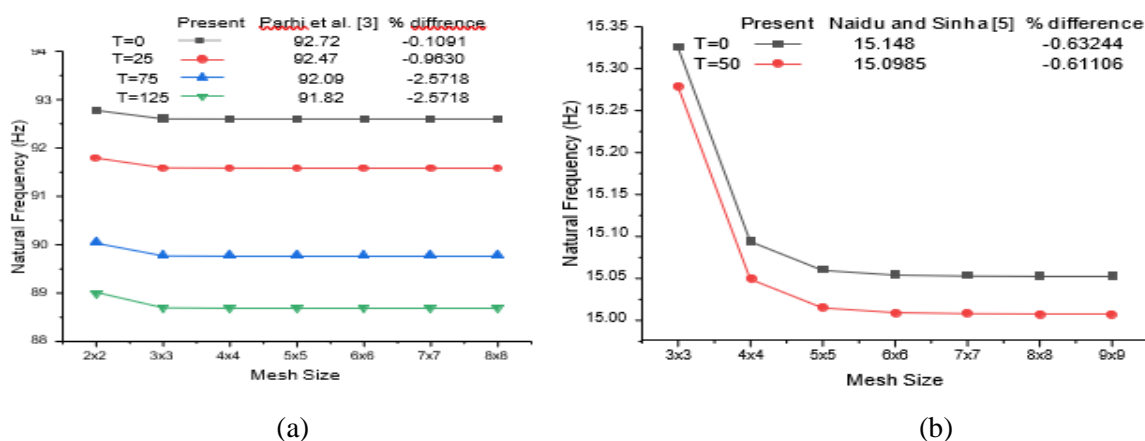 Present Parhi et al. [3] % diffrence
T=0 92.72 -0.1091
T=25 92.47 -0.9630
T=75 92.09 -2.5718
T=125 91.82 -2.5718
94
93
92
91
90
89
88
Natural Frequency (Hz)
2x2 3x3 4x4 5x5 6x6 7x7 8x8
Mesh Size
(a)
Present Naidu and Sinha [5] % difference
T=0 15.148 -0.63244
T=50 15.0985 -0.61106
15.35
15.30
15.25
15.20
15.15
15.10
15.05
15.00
Natural Frequency (Hz)
3x3 4x4 5x5 6x6 7x7 8x8 9x9
Mesh Size
(b)